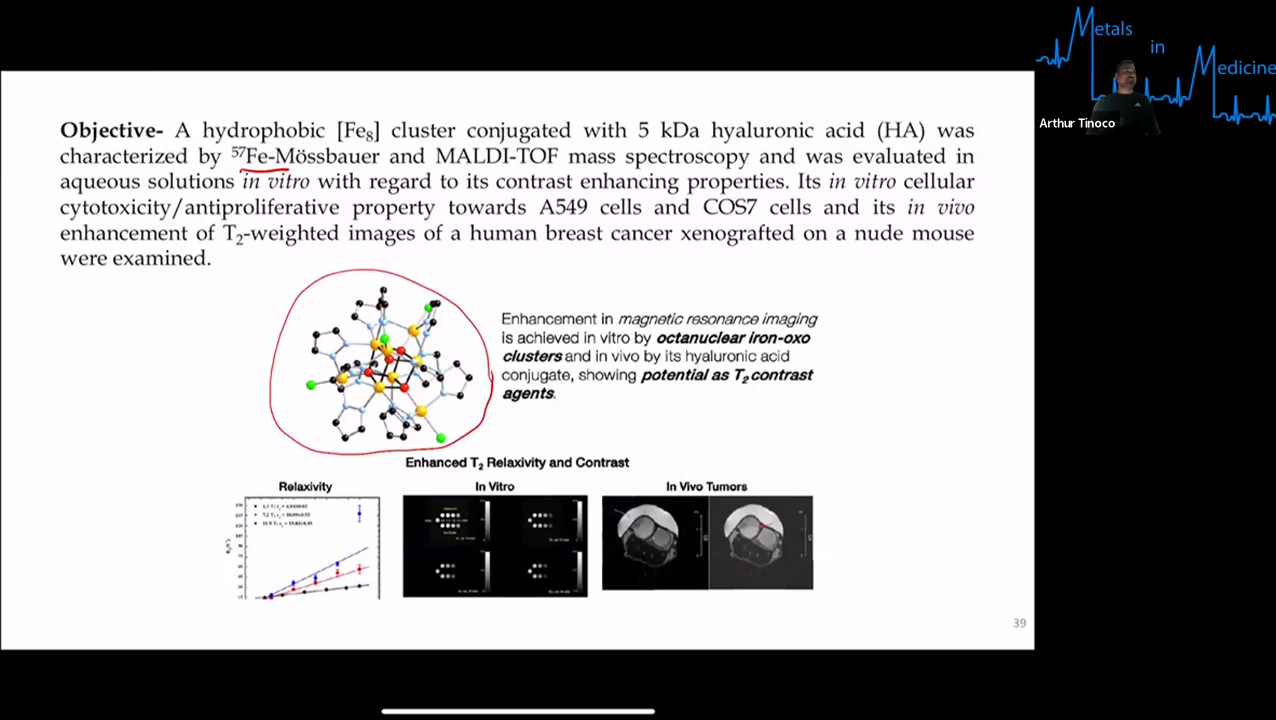 Metals
in
Medicine
Arthur Tinoco
Objective- A hydrophobic [Fe8] cluster conjugated with 5 kDa hyaluronic acid (HA) was
characterized by 57Fe-Mössbauer and MALDI-TOF mass spectroscopy and was evaluated in
aqueous solutions in vitro with regard to its contrast enhancing properties. Its in vitro cellular
cytotoxicity/antiproliferative property towards A549 cells and COS7 cells and its in vivo
enhancement of T2-weighted images of a human breast cancer xenografted on a nude mouse
were examined.
Enhancement in magnetic resonance imaging
is achieved in vitro by octanuclear iron-oxo
clusters and in vivo by its hyaluronic acid
conjugate, showing potential as T2 contrast
agents.
Enhanced T2 Relaxivity and Contrast
Relaxivity
In Vitro
In Vivo Tumors
39